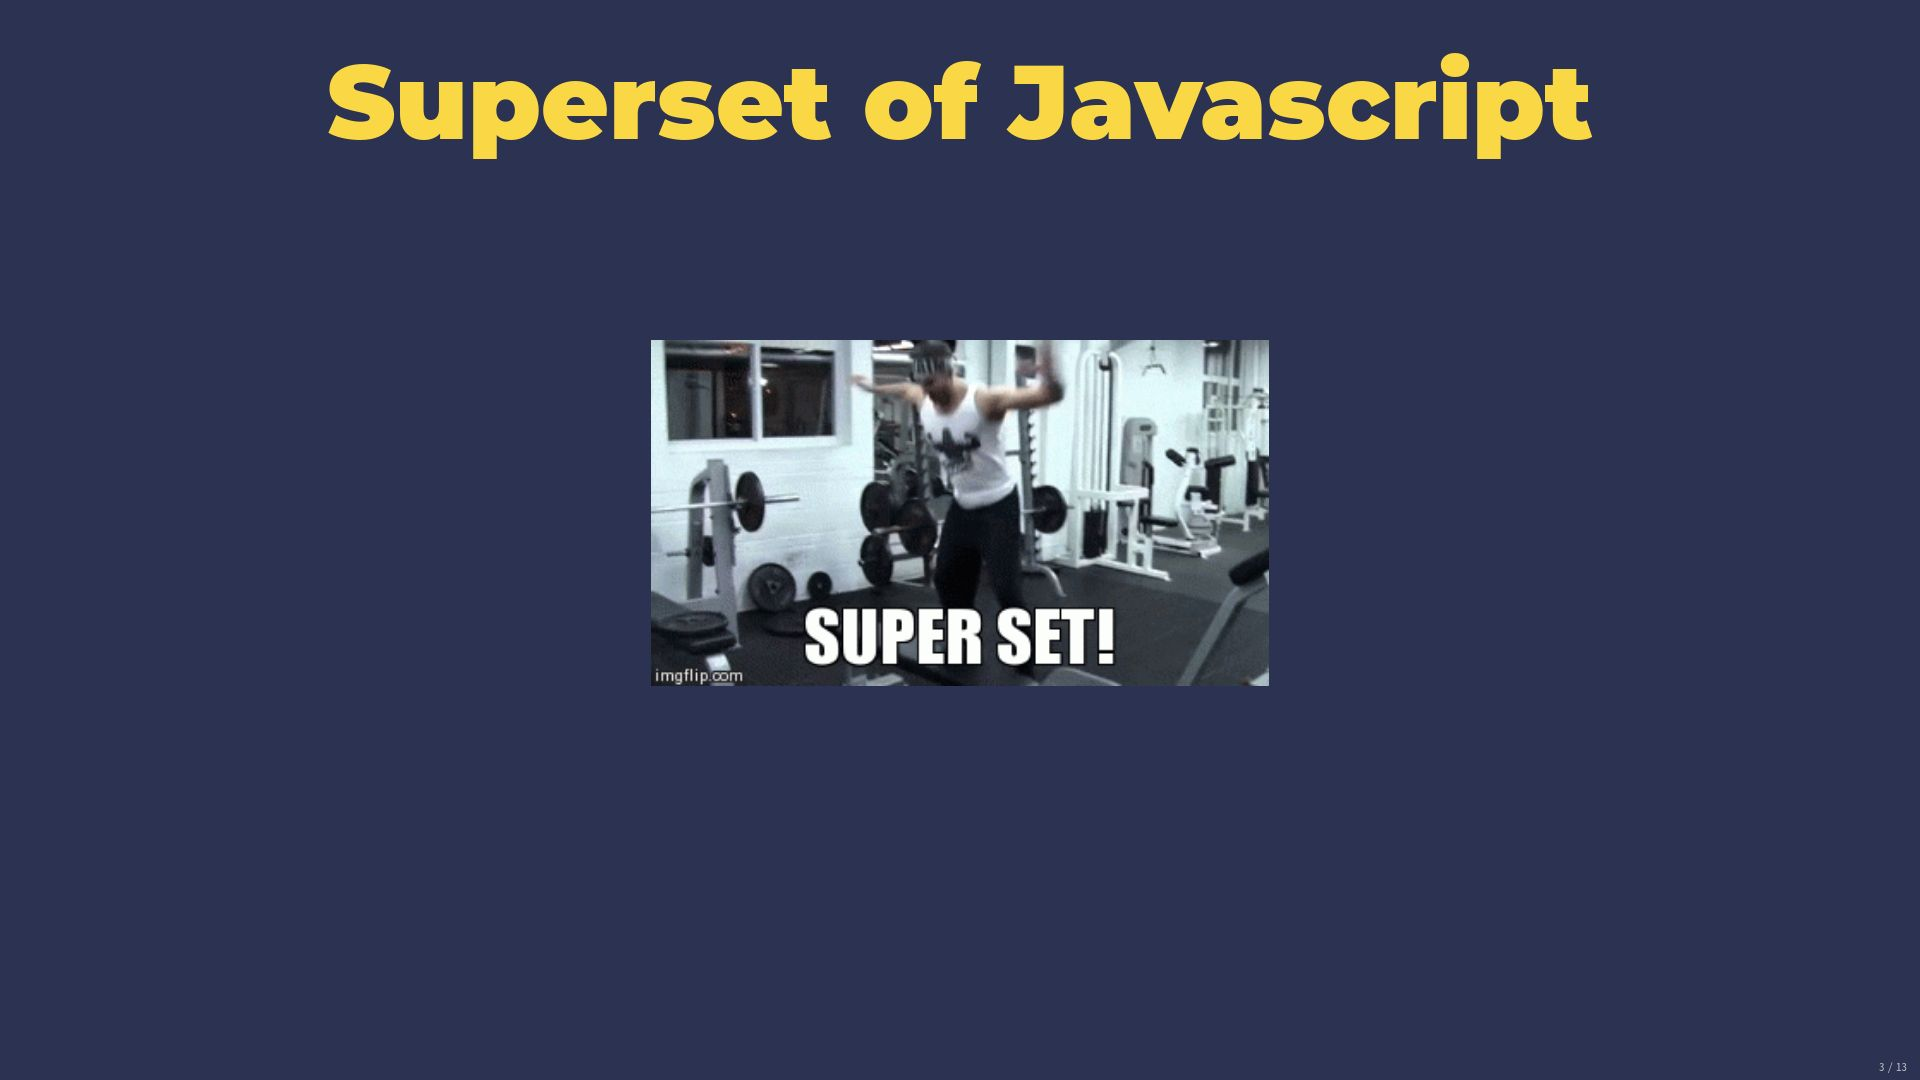 Superset of Javascript
SUPER SET!
imgflip.com
3 / 13